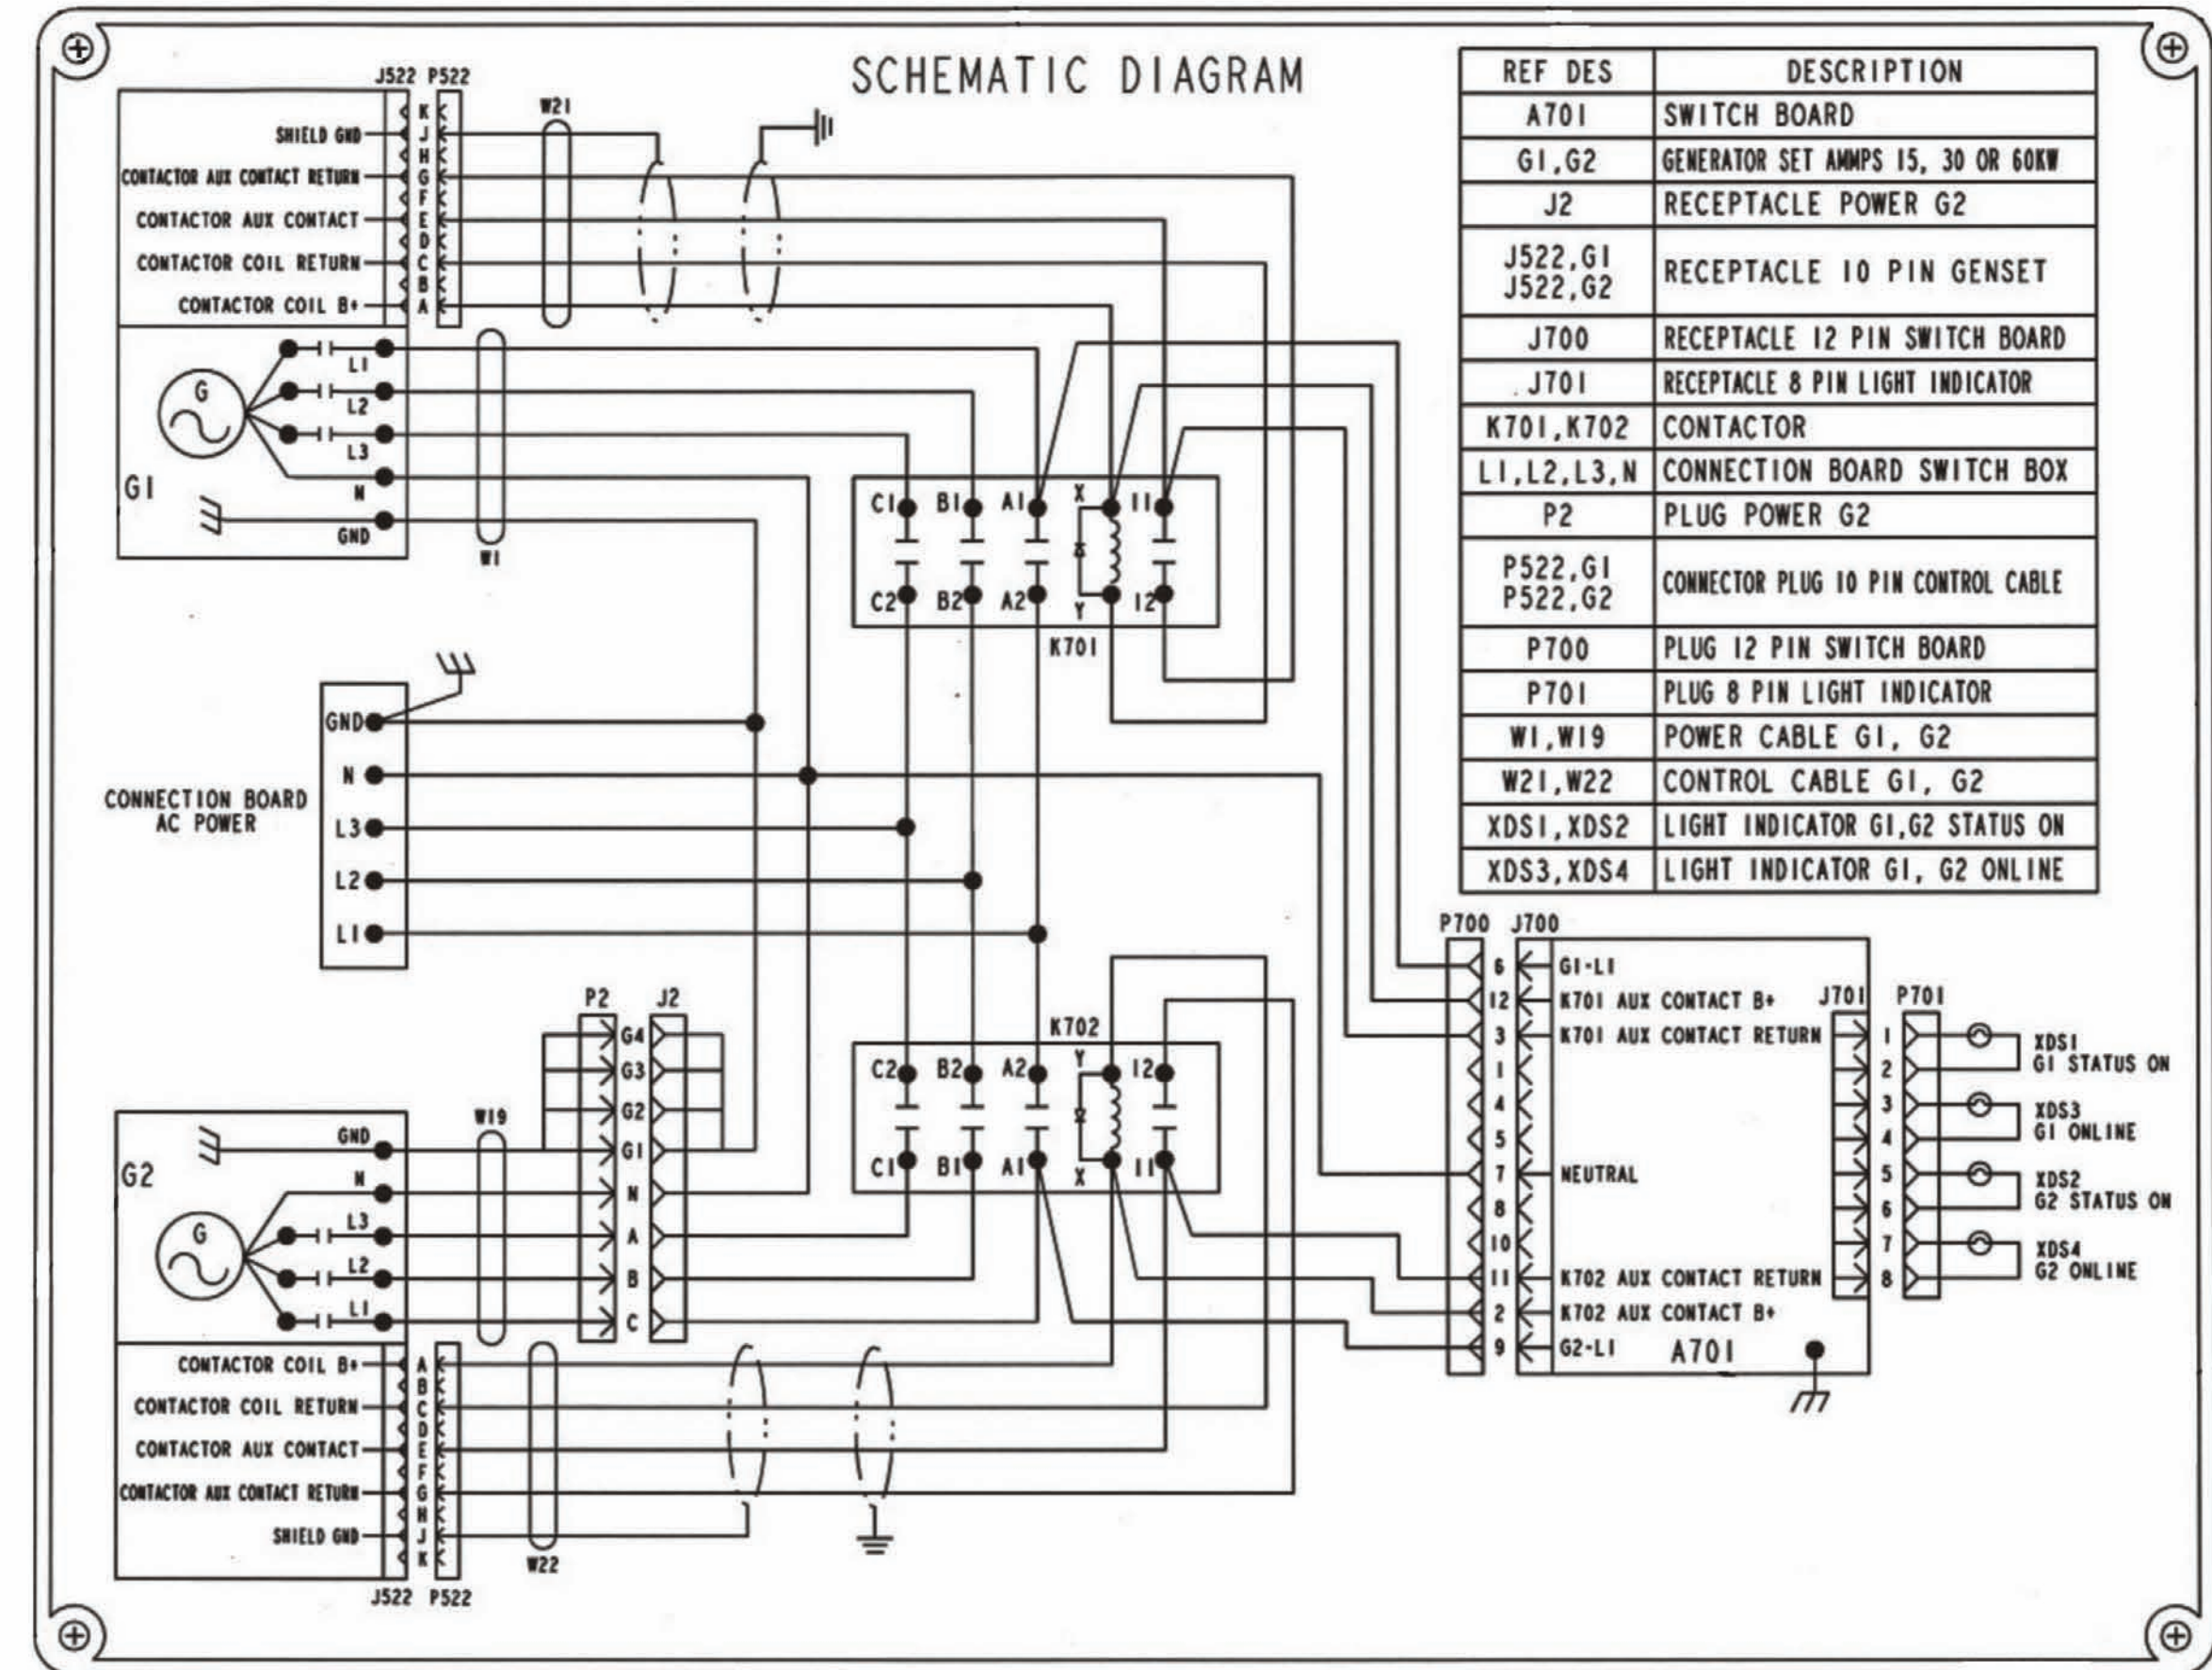 SCHEMATIC DIAGRAM
J522 P522
K
SHIELD GND J
H
CONTACTOR AUX CONTACT RETURN G
F
CONTACTOR AUX CONTACT E
D
CONTACTOR COIL RETURN C
B
CONTACTOR COIL B+ A
W21
G
L1
L2
L3
N
GND
G1
W1
C1 B1 A1 X 11
C2 B2 A2 Y 12
K701
CONNECTION BOARD
AC POWER
GND
N
L3
L2
L1
P2 J2
G4
G3
G2
G1
N
A
B
C
K702
C2 B2 A2 Y 12
C1 B1 A1 X 11
W19
G2
GND
N
L3
L2
L1
G
CONTACTOR COIL B+ A
B
CONTACTOR COIL RETURN C
D
CONTACTOR AUX CONTACT E
F
CONTACTOR AUX CONTACT RETURN G
H
SHIELD GND J
K
J522 P522
W22
REF DES DESCRIPTION
A701 SWITCH BOARD
G1,G2 GENERATOR SET AMMPS 15, 30 OR 60KW
J2 RECEPTACLE POWER G2
J522,G1
J522,G2
RECEPTACLE 10 PIN GENSET
J700 RECEPTACLE 12 PIN SWITCH BOARD
J701 RECEPTACLE 8 PIN LIGHT INDICATOR
K701,K702 CONTACTOR
L1,L2,L3,N CONNECTION BOARD SWITCH BOX
P2 PLUG POWER G2
P522,G1
P522,G2
CONNECTOR PLUG 10 PIN CONTROL CABLE
P700 PLUG 12 PIN SWITCH BOARD
P701 PLUG 8 PIN LIGHT INDICATOR
W1,W19 POWER CABLE G1, G2
W21,W22 CONTROL CABLE G1, G2
XDS1,XDS2 LIGHT INDICATOR G1,G2 STATUS ON
XDS3,XDS4 LIGHT INDICATOR G1, G2 ONLINE
P700 J700
6 G1-L1
12 K701 AUX CONTACT B+
3 K701 AUX CONTACT RETURN
1
4
5
7 NEUTRAL
8
10
11 K702 AUX CONTACT RETURN
2 K702 AUX CONTACT B+
9 G2-L1
A701
J701 P701
1
2
3
4
5
6
7
8
XDS1
G1 STATUS ON
XDS3
G1 ONLINE
XDS2
G2 STATUS ON
XDS4
G2 ONLINE